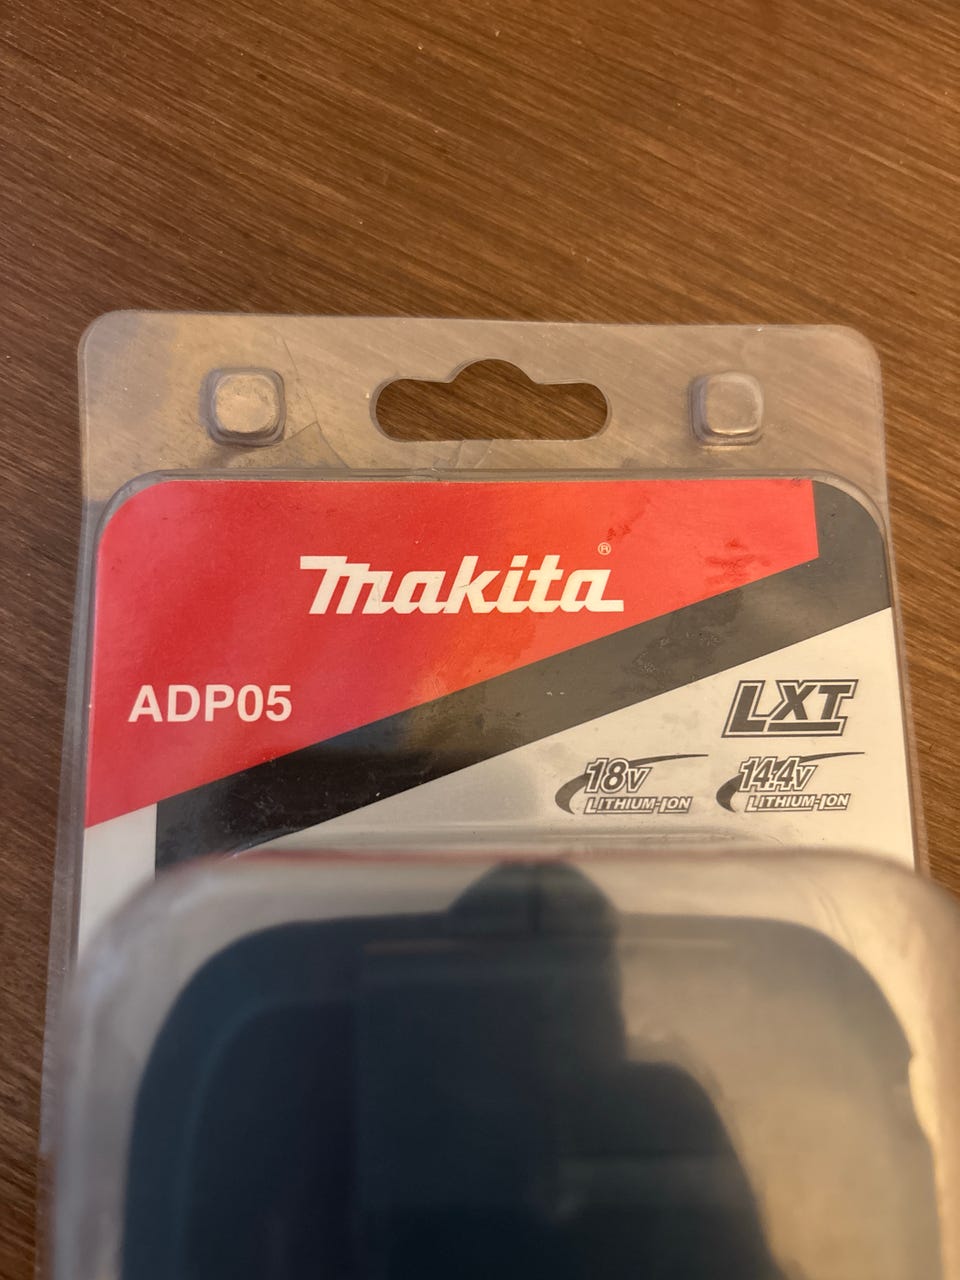 makita®
ADP05
LXT
18V 14.4V
LITHIUM-ION LITHIUM-ION